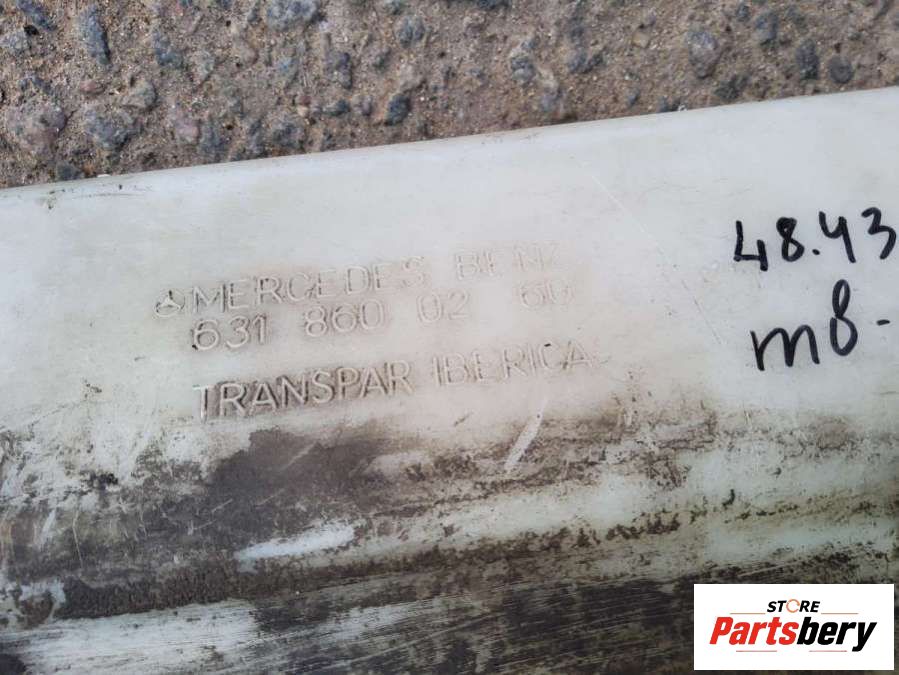 MERCEDES BENZ
631 860 02 60
TRANSPAR IBERICA
48.43
m8-
STORE
Partsbery